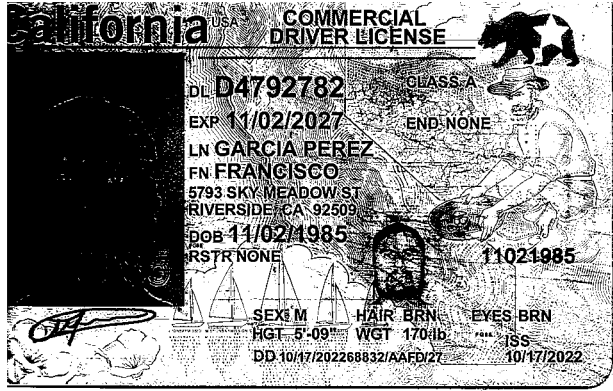 California USA COMMERCIAL
DRIVER LICENSE
DL D4792782 CLASS A
EXP 11/02/2027 END NONE
LN GARCIA PEREZ
FN FRANCISCO
5793 SKY MEADOW ST
RIVERSIDE CA 92509
DOB 11/02/1985
RSTR NONE 11021985
SEX M HAIR BRN EYES BRN
HGT 5'-09" WGT 170 lb ISS
DD 10/17/202268832/AAFD/27 10/17/2022